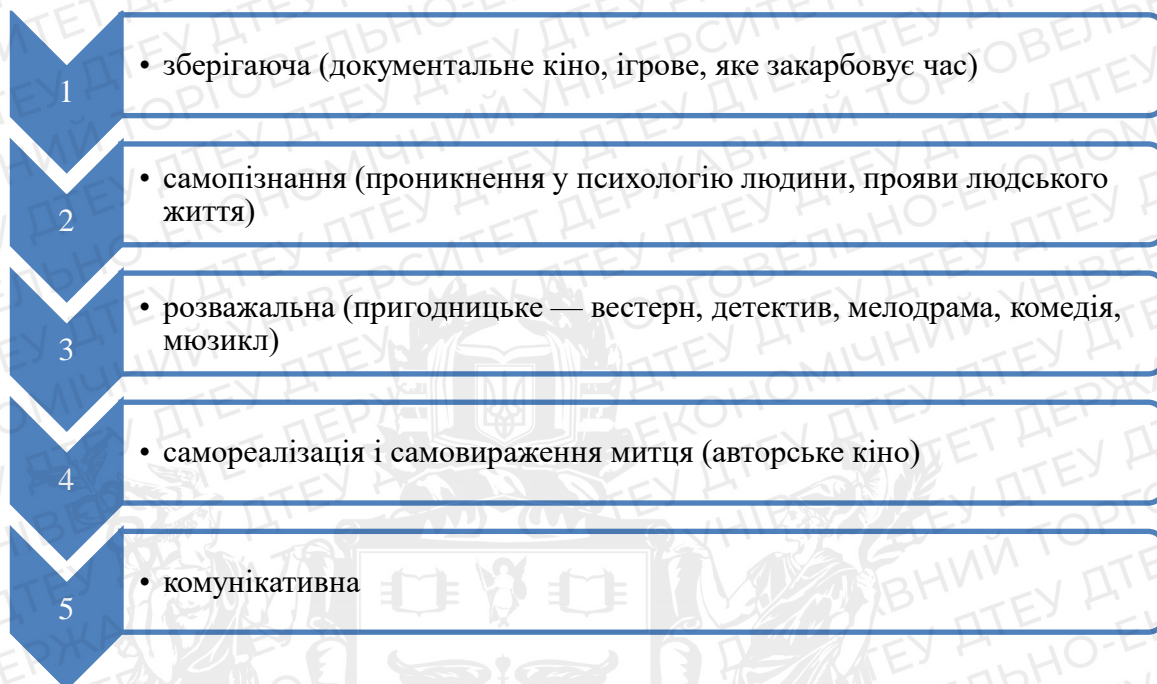 1
• зберігаюча (документальне кіно, ігрове, яке закарбовує час)
2
• самопізнання (проникнення у психологію людини, прояви людського
життя)
3
• розважальна (пригодницьке — вестерн, детектив, мелодрама, комедія,
мюзикл)
4
• самореалізація і самовираження митця (авторське кіно)
5
• комунікативна